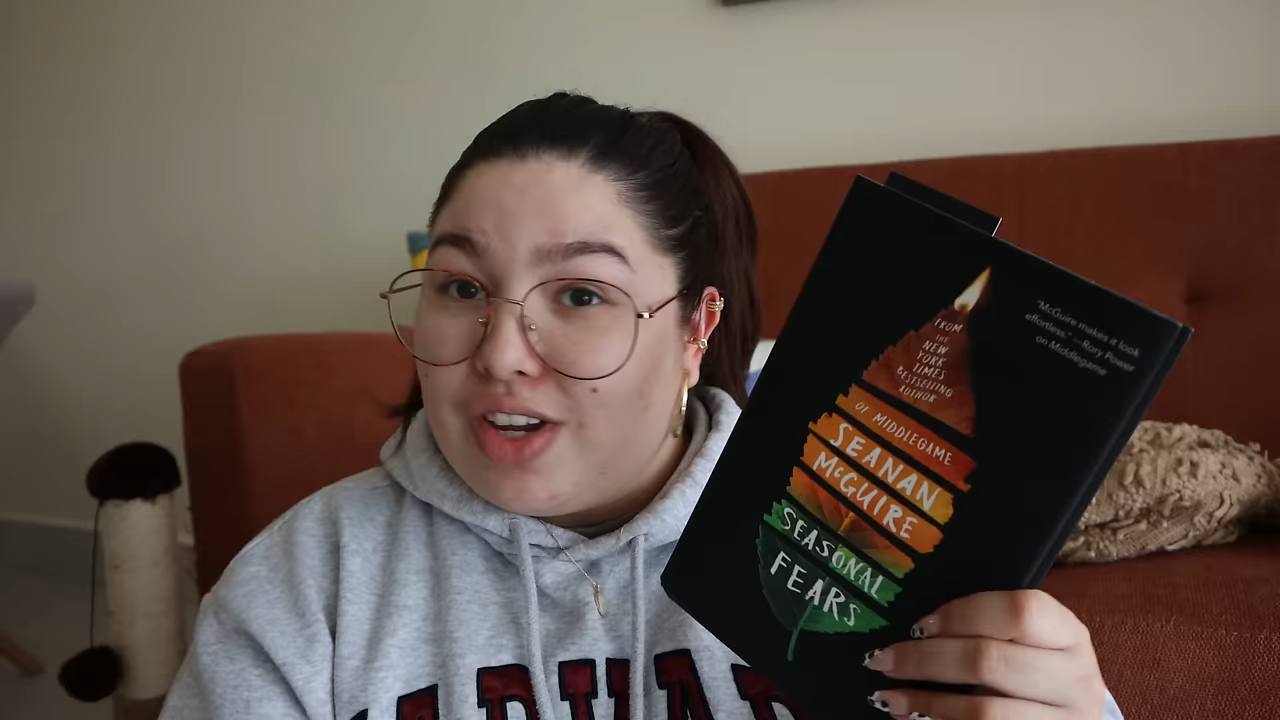 "McGuire makes it look
effortless." —Rory Power
on Middlegame
FROM
THE
NEW
YORK
TIMES
BESTSELLING
AUTHOR
OF MIDDLEGAME
SEANAN
McGUIRE
SEASONAL
FEARS
HARVARD